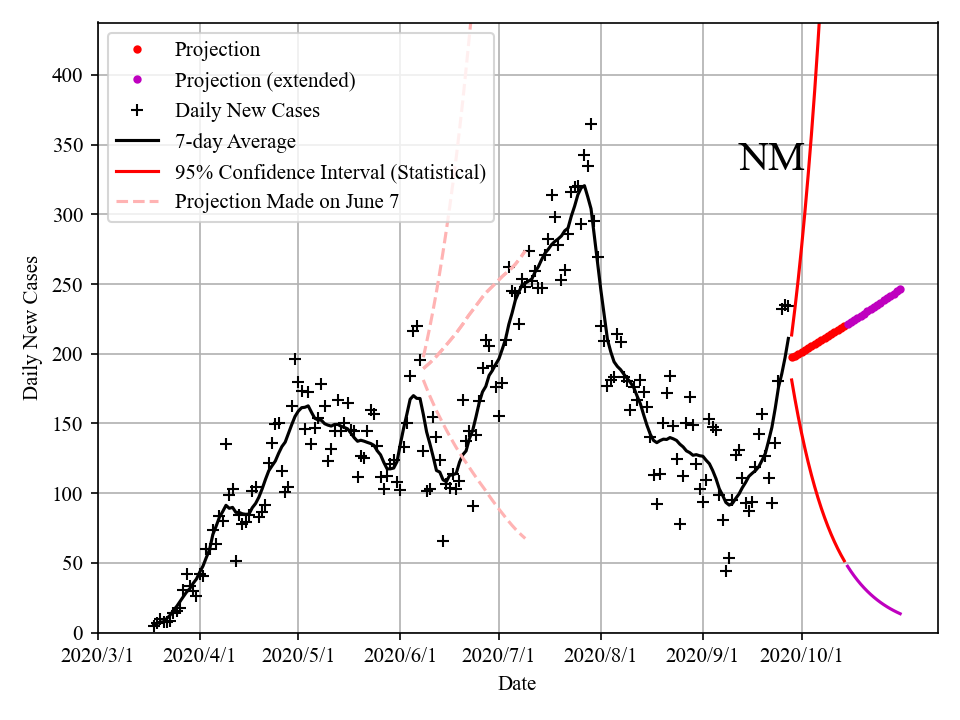 Projection
Projection (extended)
Daily New Cases
7-day Average
95% Confidence Interval (Statistical)
Projection Made on June 7
NM
Daily New Cases
400
350
300
250
200
150
100
50
0
2020/3/1 2020/4/1 2020/5/1 2020/6/1 2020/7/1 2020/8/1 2020/9/1 2020/10/1
Date